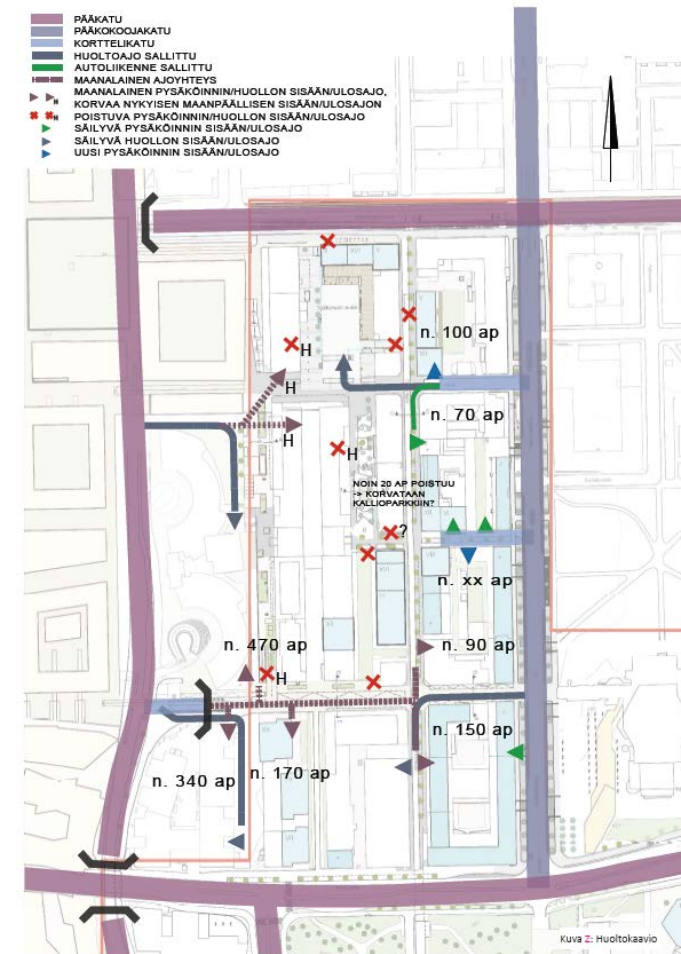 PÄÄKATU
PÄÄKOKOOJAKATU
KORTTELIKATU
HUOLTOAJO SALLITTU
AUTOLIIKENNE SALLITTU
MAANALAINEN AJOYHTEYS
MAANALAINEN PYSÄKÖINNIN/HUOLLON SISÄÄN/ULOSAJO,
H KORVAA NYKYISEN MAANPÄÄLLISEN SISÄÄN/ULOSAJON
H POISTUVA PYSÄKÖINNIN/HUOLLON SISÄÄN/ULOSAJO
SÄILYVÄ PYSÄKÖINNIN SISÄÄN/ULOSAJO
SÄILYVÄ HUOLLON SISÄÄN/ULOSAJO
UUSI PYSÄKÖINNIN SISÄÄN/ULOSAJO
n. 100 ap
H
H
n. 70 ap
H
H
NOIN 20 AP POISTUU
-> KORVATAAN
KALLIOPARKKIIN?
?
n. xx ap
n. 470 ap
n. 90 ap
H
n. 150 ap
n. 340 ap
n. 170 ap
Kuva Z: Huoltokaavio